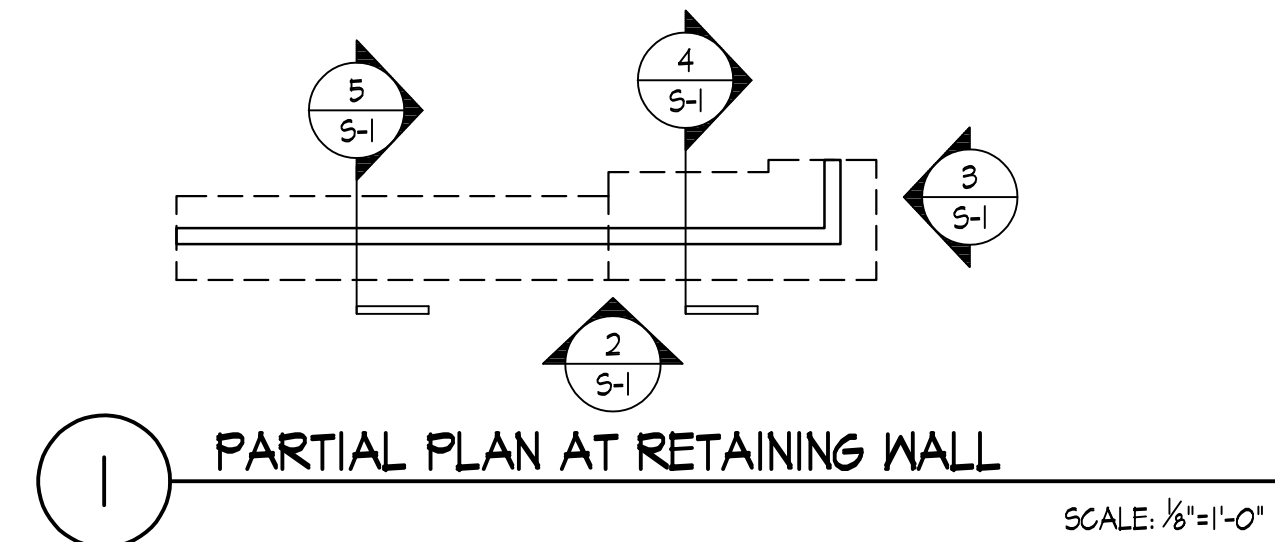 4
S-1
5
S-1
3
S-1
2
S-1
1
PARTIAL PLAN AT RETAINING WALL
SCALE: 1/8"=1'-0"